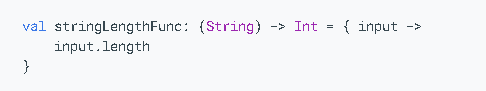 val stringLengthFunc: (String) -> Int = { input ->
    input.length
}